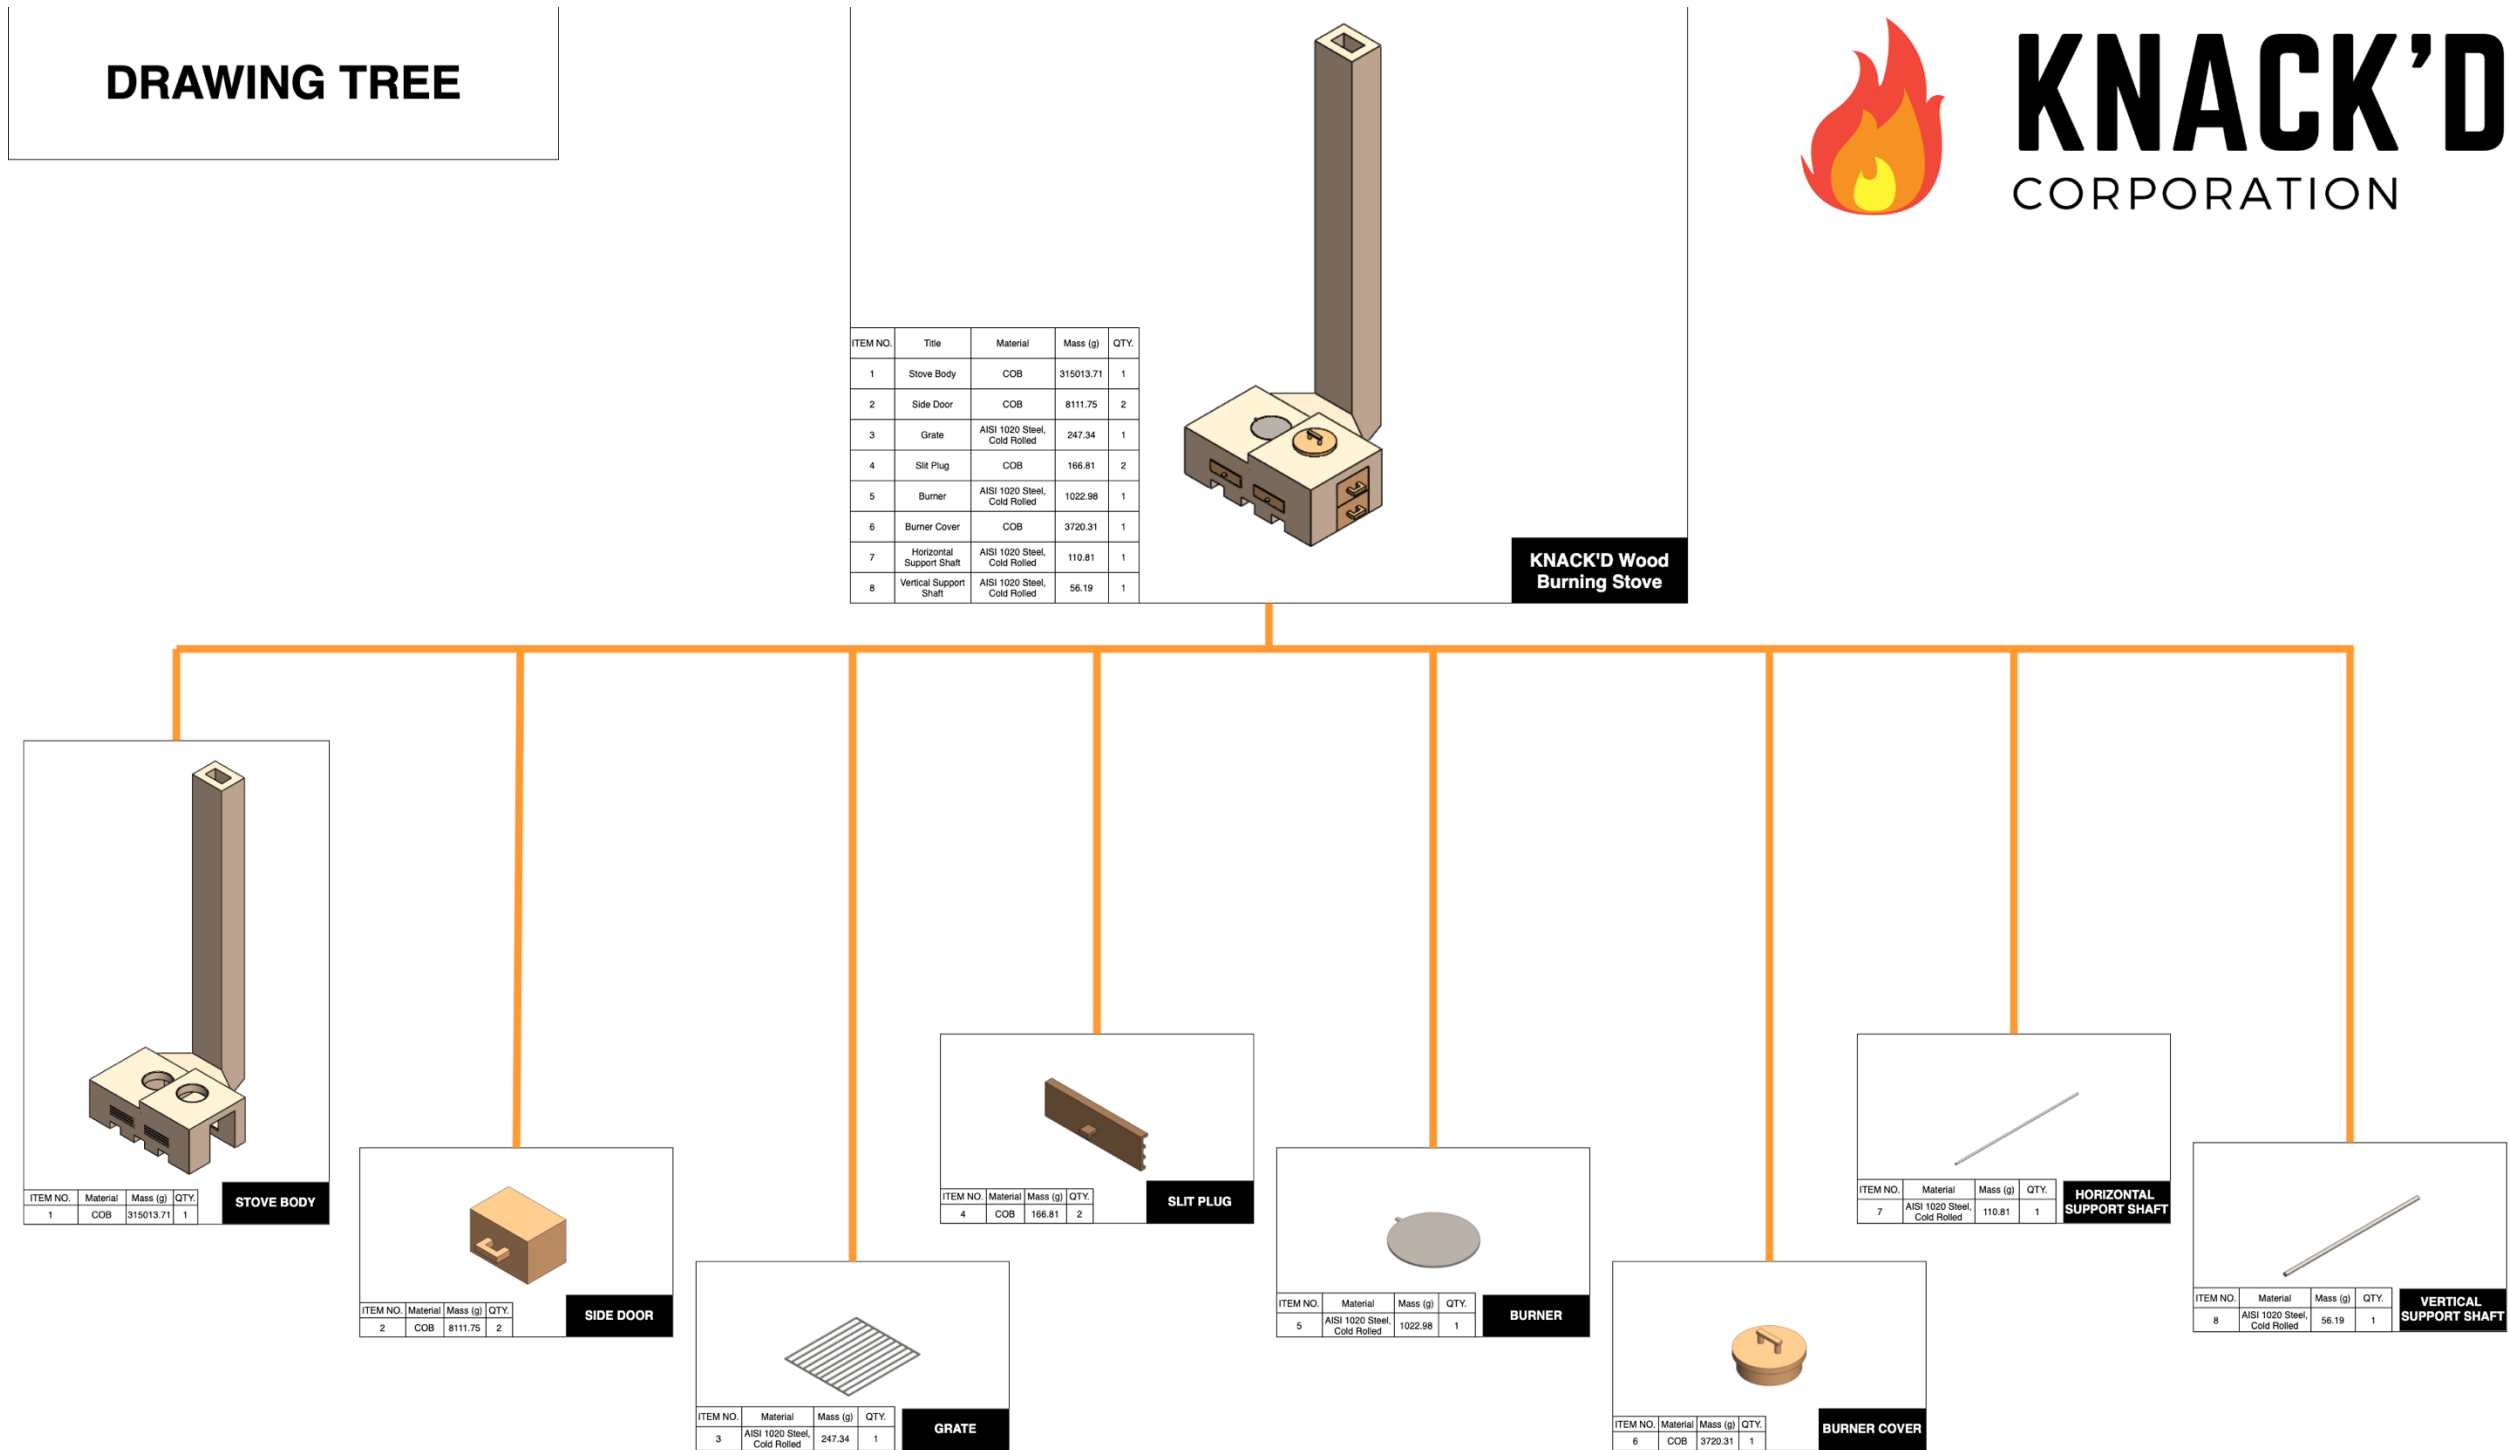 DRAWING TREE
KNACK'D
CORPORATION
ITEM NO. Title Material Mass (g) QTY.
1 Stove Body COB 315013.71 1
2 Side Door COB 8111.75 2
3 Grate AISI 1020 Steel, Cold Rolled 247.34 1
4 Slit Plug COB 166.81 2
5 Burner AISI 1020 Steel, Cold Rolled 1022.98 1
6 Burner Cover COB 3720.31 1
7 Horizontal Support Shaft AISI 1020 Steel, Cold Rolled 110.81 1
8 Vertical Support Shaft AISI 1020 Steel, Cold Rolled 56.19 1
KNACK'D Wood
Burning Stove
ITEM NO. Material Mass (g) QTY.
1 COB 315013.71 1
STOVE BODY
ITEM NO. Material Mass (g) QTY.
2 COB 8111.75 2
SIDE DOOR
ITEM NO. Material Mass (g) QTY.
3 AISI 1020 Steel, Cold Rolled 247.34 1
GRATE
ITEM NO. Material Mass (g) QTY.
4 COB 166.81 2
SLIT PLUG
ITEM NO. Material Mass (g) QTY.
5 AISI 1020 Steel, Cold Rolled 1022.98 1
BURNER
ITEM NO. Material Mass (g) QTY.
6 COB 3720.31 1
BURNER COVER
ITEM NO. Material Mass (g) QTY.
7 AISI 1020 Steel, Cold Rolled 110.81 1
HORIZONTAL
SUPPORT SHAFT
ITEM NO. Material Mass (g) QTY.
8 AISI 1020 Steel, Cold Rolled 56.19 1
VERTICAL
SUPPORT SHAFT